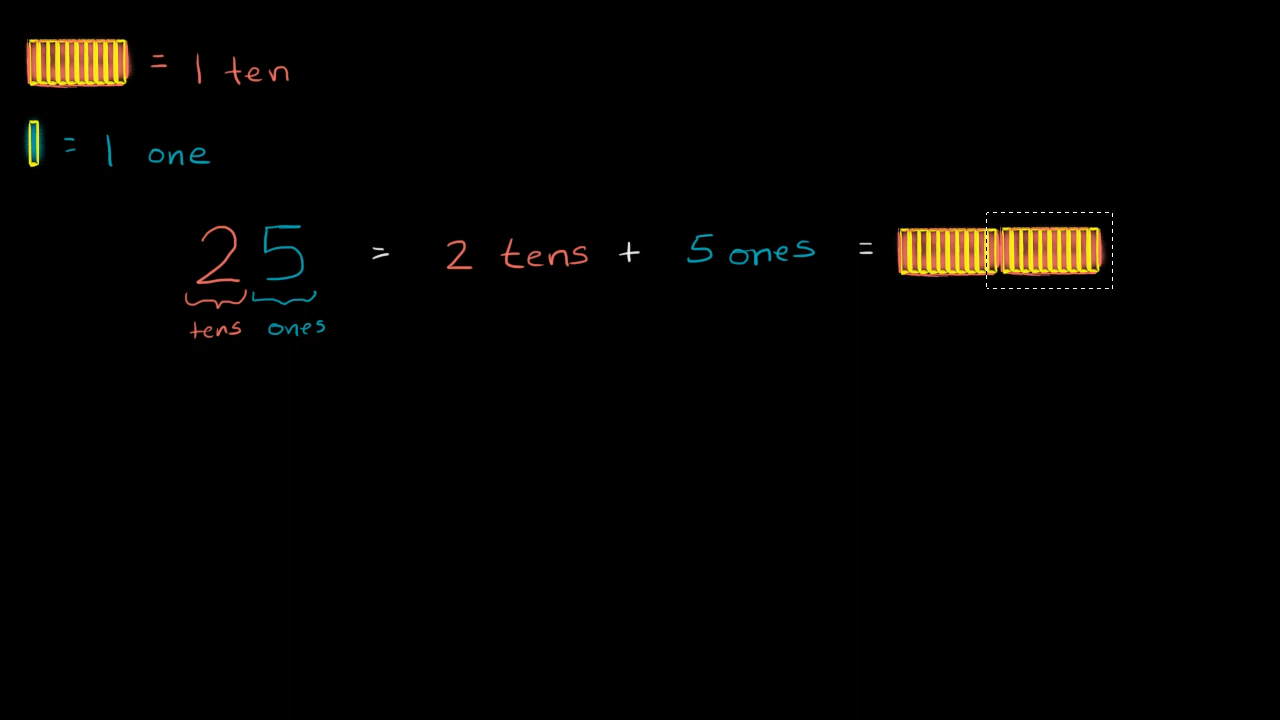 = 1 ten
= 1 one
25 = 2 tens + 5 ones =
tens ones